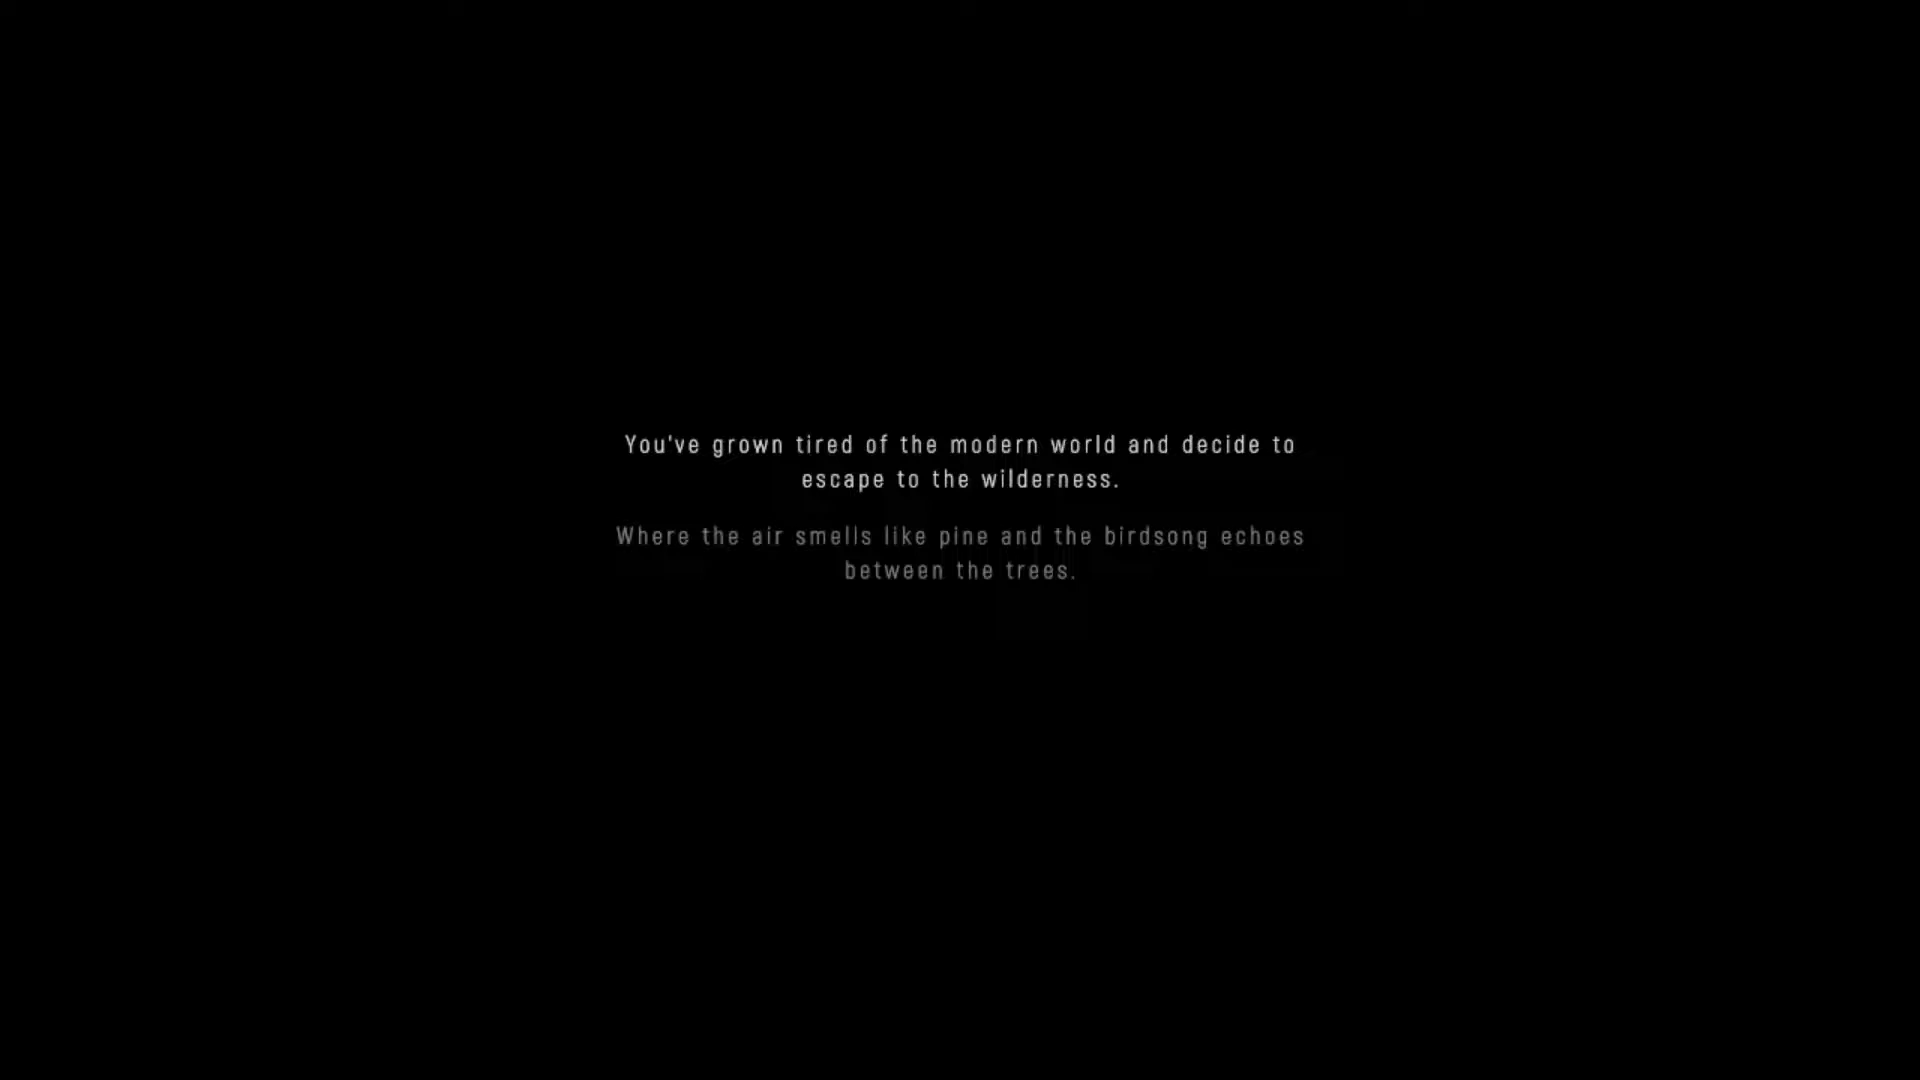 You've grown tired of the modern world and decide to
escape to the wilderness.
Where the air smells like pine and the birdsong echoes
between the trees.